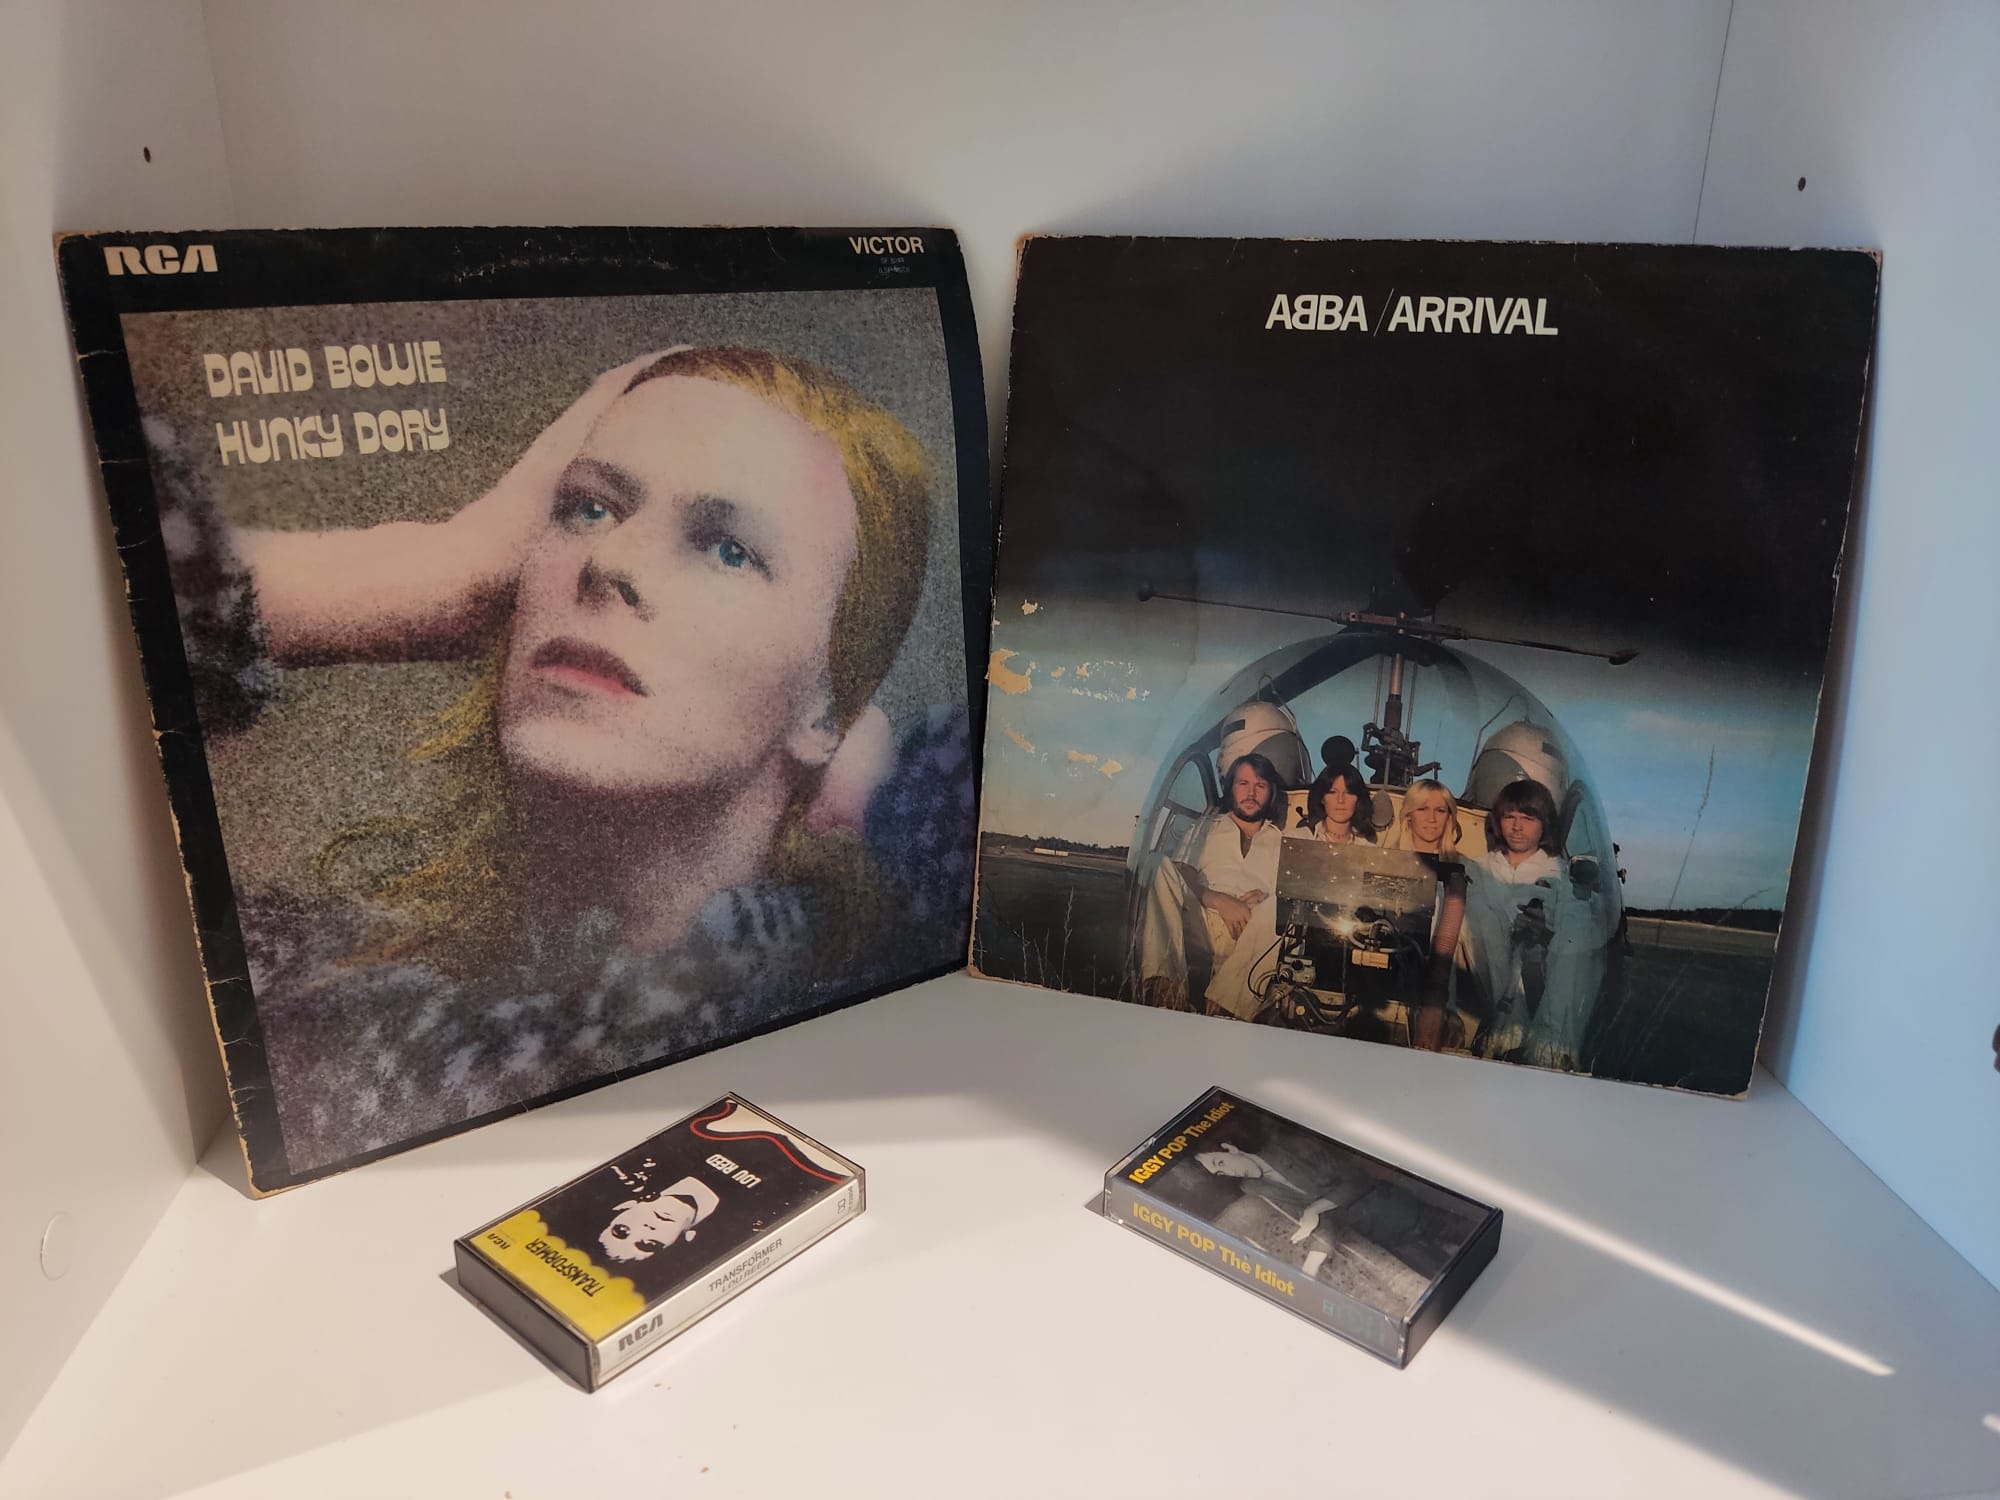 RCA
VICTOR
DAVID BOWIE
HUNKY DORY
ABBA/ARRIVAL
LOU REED
TRANSFORMER
RCA
TRANSFORMER
LOU REED
RCA
IGGY POP The Idiot
IGGY POP The Idiot